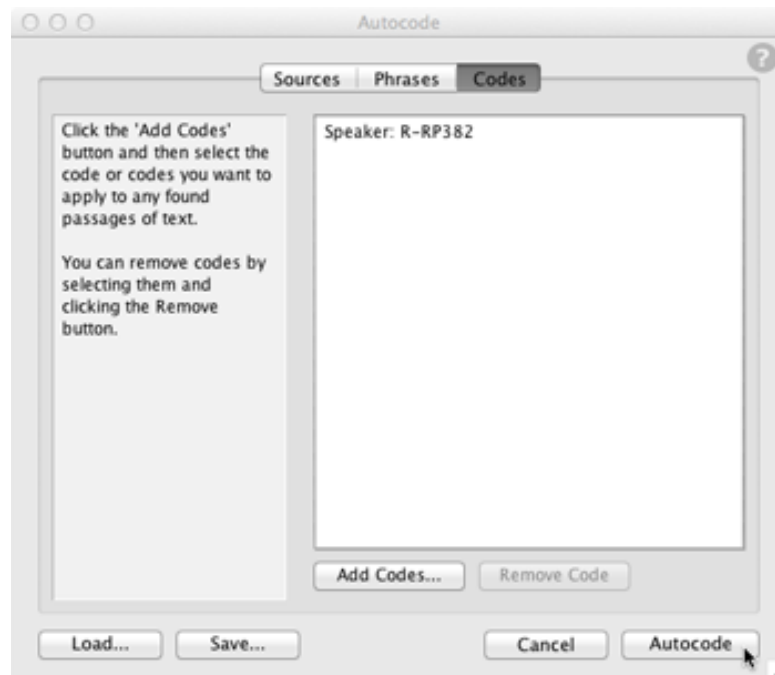 Autocode
?
Sources Phrases Codes
Click the 'Add Codes'
button and then select the
code or codes you want to
apply to any found
passages of text.
You can remove codes by
selecting them and
clicking the Remove
button.
Speaker: R-RP382
Add Codes... Remove Code
Load... Save... Cancel Autocode